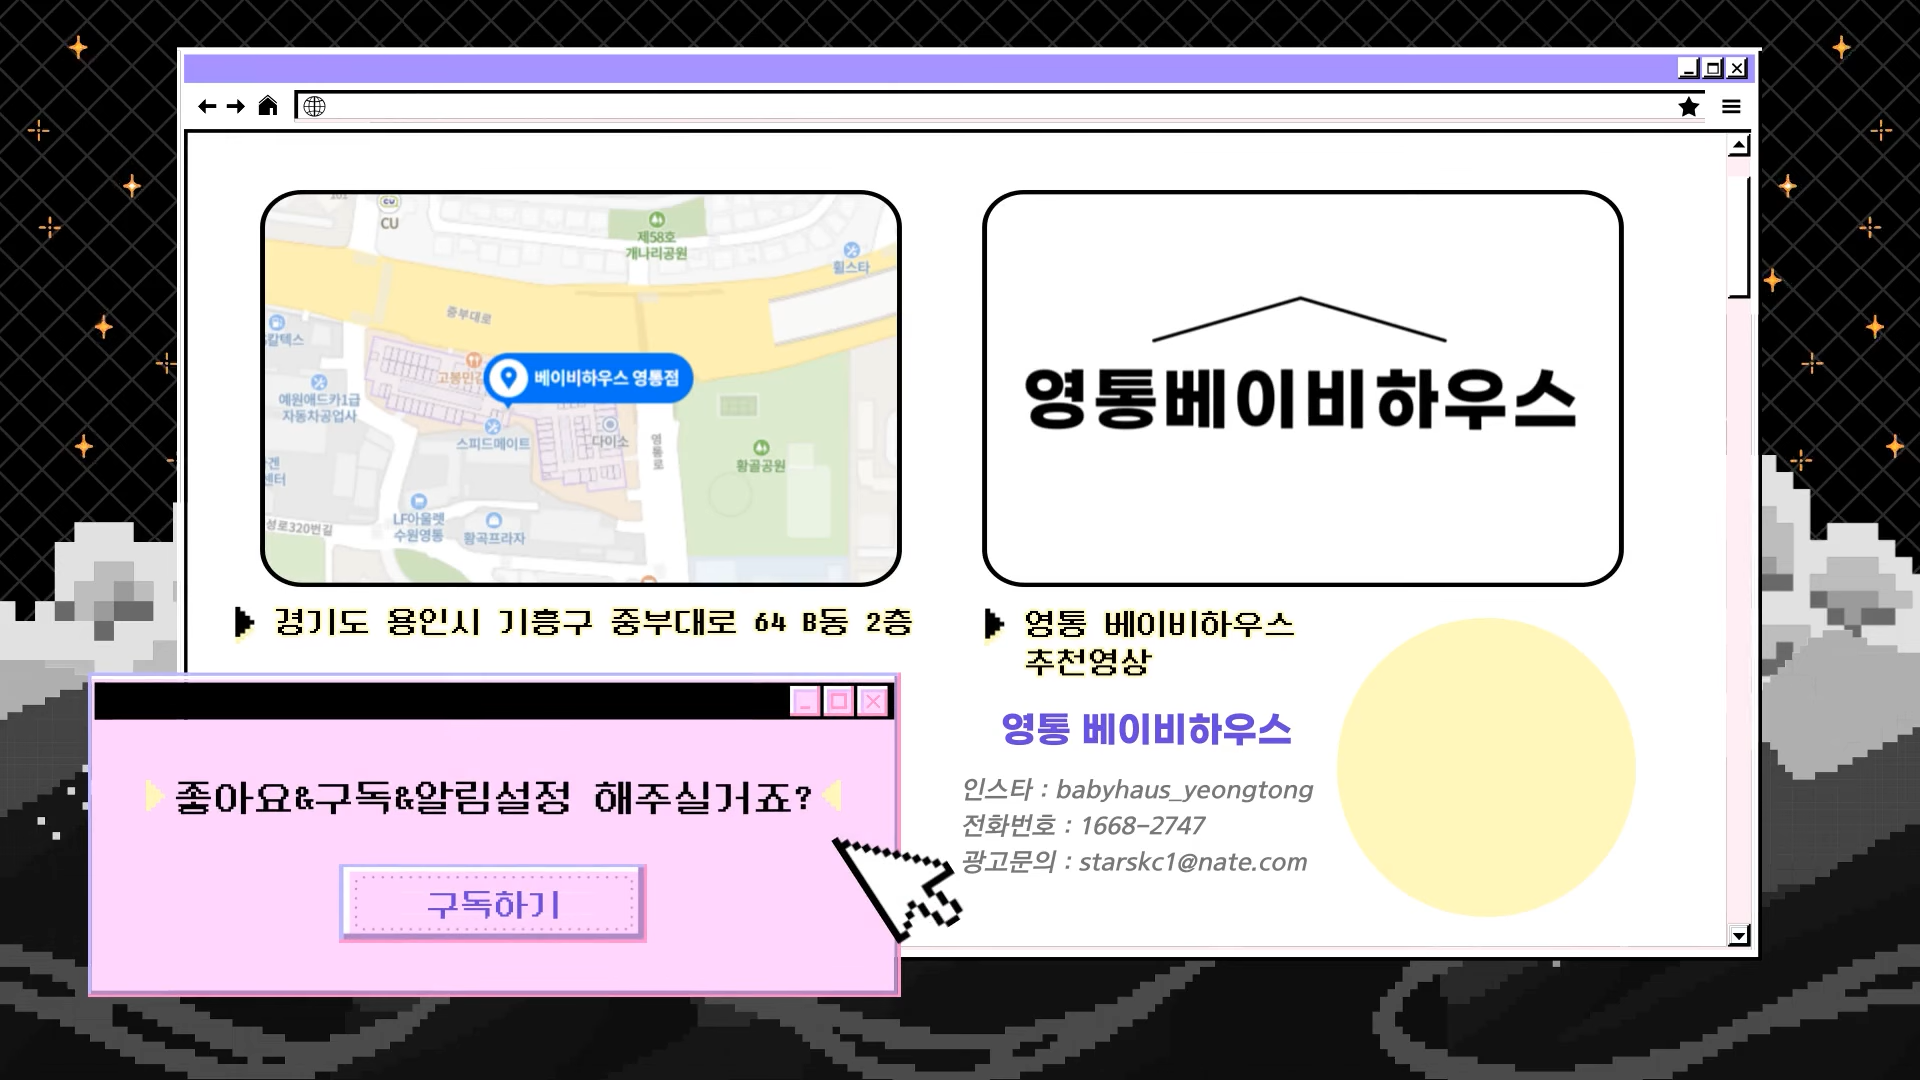 CU
CU
제58호
개나리공원
휠스타
중부대로
칼텍스
고봉민김
베이비하우스 영통점
예원애드카1급
자동차공업사
스피드메이트
다이소
영통로
황골공원
센터
LF아울렛
수원영통
황곡프라자
성로320번길
영통베이비하우스
경기도 용인시 기흥구 중부대로 64 B동 2층
영통 베이비하우스
추천영상
영통 베이비하우스
인스타 : babyhaus_yeongtong
전화번호 : 1668-2747
광고문의 : starskc1@nate.com
좋아요&구독&알림설정 해주실거죠?
구독하기